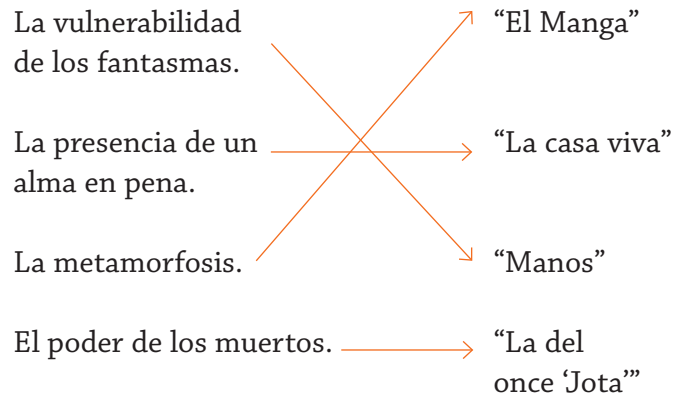 La vulnerabilidad
de los fantasmas.
La presencia de un
alma en pena.
La metamorfosis.
El poder de los muertos.
“El Manga”
“La casa viva”
“Manos”
“La del
once ‘Jota’”